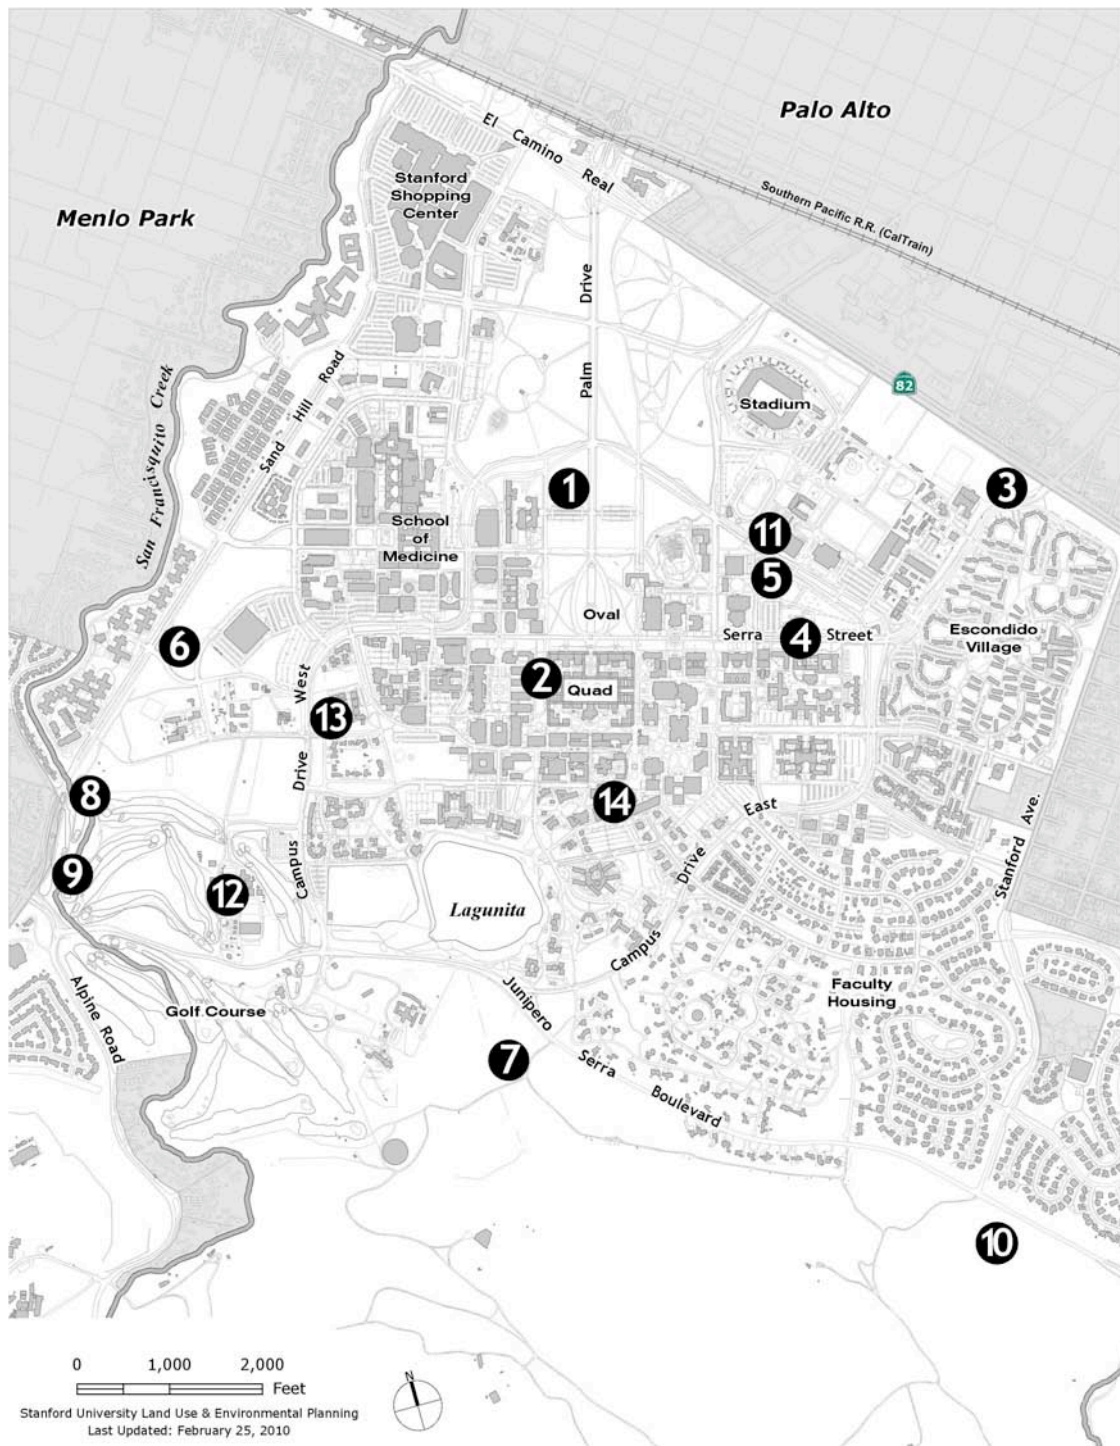 Palo Alto
El Camino Real
Stanford
Shopping
Center
Southern Pacific R.R. (CalTrain)
Menlo Park
Palm Drive
82
Stadium
San Francisquito Creek
Sand Hill Road
1
3
School
of
Medicine
11
5
Oval
Serra Street
4
Escondido
Village
6
2
Quad
13
Campus Drive West
8
14
Campus Drive East
Stanford Ave.
9
12
Lagunita
Alpine Road
Golf Course
Faculty
Housing
Junipero Serra Boulevard
7
10
0 1,000 2,000
Feet
N
Stanford University Land Use & Environmental Planning
Last Updated: February 25, 2010